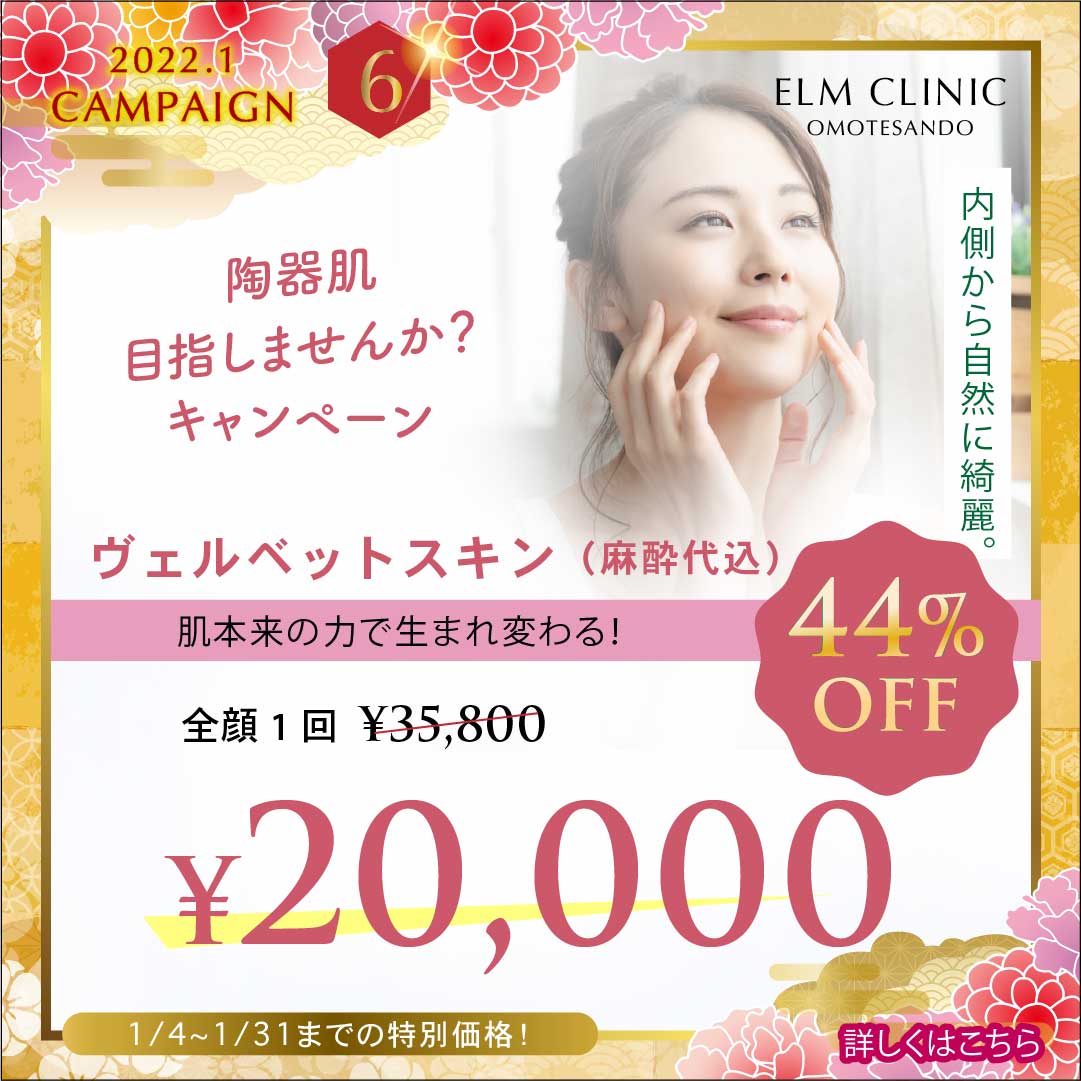 2022.1
CAMPAIGN
6
ELM CLINIC
OMOTESANDO
内側から自然に綺麗。
陶器肌
目指しませんか？
キャンペーン
ヴェルベットスキン（麻酔代込）
肌本来の力で生まれ変わる!
44%
OFF
全顔1回 ¥35,800
¥20,000
1/4~1/31までの特別価格!
詳しくはこちら